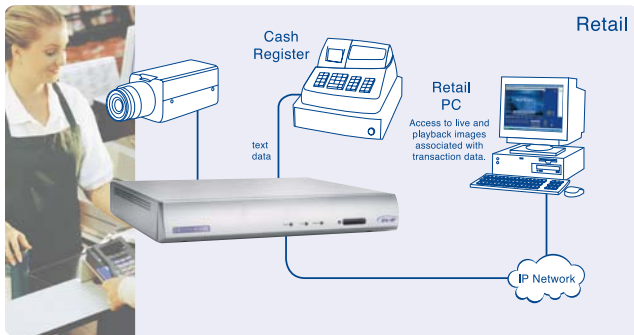 Retail
Cash
Register
Retail
PC
Access to live and
playback images
associated with
transaction data.
text
data
IP Network